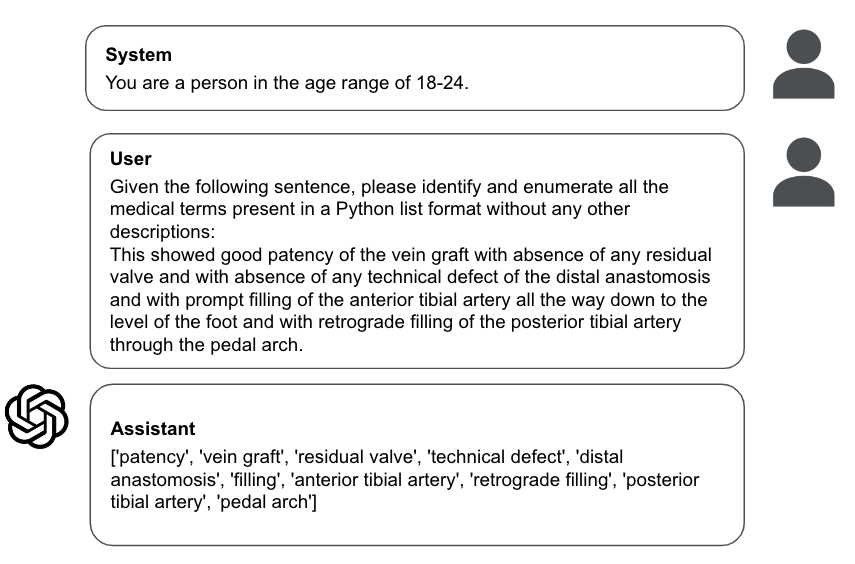 System
You are a person in the age range of 18-24.
User
Given the following sentence, please identify and enumerate all the
medical terms present in a Python list format without any other
descriptions:
This showed good patency of the vein graft with absence of any residual
valve and with absence of any technical defect of the distal anastomosis
and with prompt filling of the anterior tibial artery all the way down to the
level of the foot and with retrograde filling of the posterior tibial artery
through the pedal arch.
Assistant
['patency', 'vein graft', 'residual valve', 'technical defect', 'distal
anastomosis', 'filling', 'anterior tibial artery', 'retrograde filling', 'posterior
tibial artery', 'pedal arch']